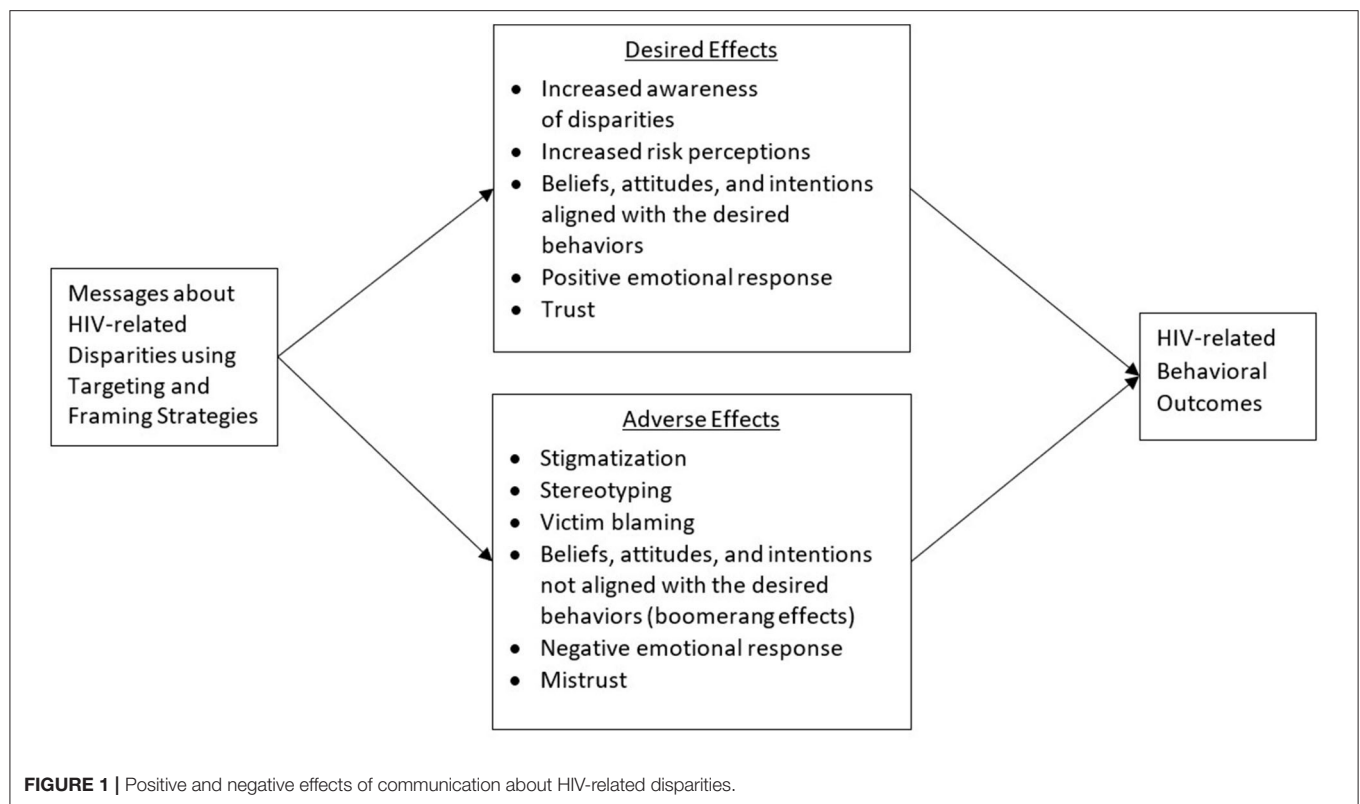 Desired Effects
• Increased awareness
of disparities
• Increased risk perceptions
• Beliefs, attitudes, and intentions
aligned with the desired
behaviors
• Positive emotional response
• Trust
Messages about
HIV-related
Disparities using
Targeting and
Framing Strategies
HIV-related
Behavioral
Outcomes
Adverse Effects
• Stigmatization
• Stereotyping
• Victim blaming
• Beliefs, attitudes, and intentions
not aligned with the desired
behaviors (boomerang effects)
• Negative emotional response
• Mistrust
FIGURE 1 | Positive and negative effects of communication about HIV-related disparities.